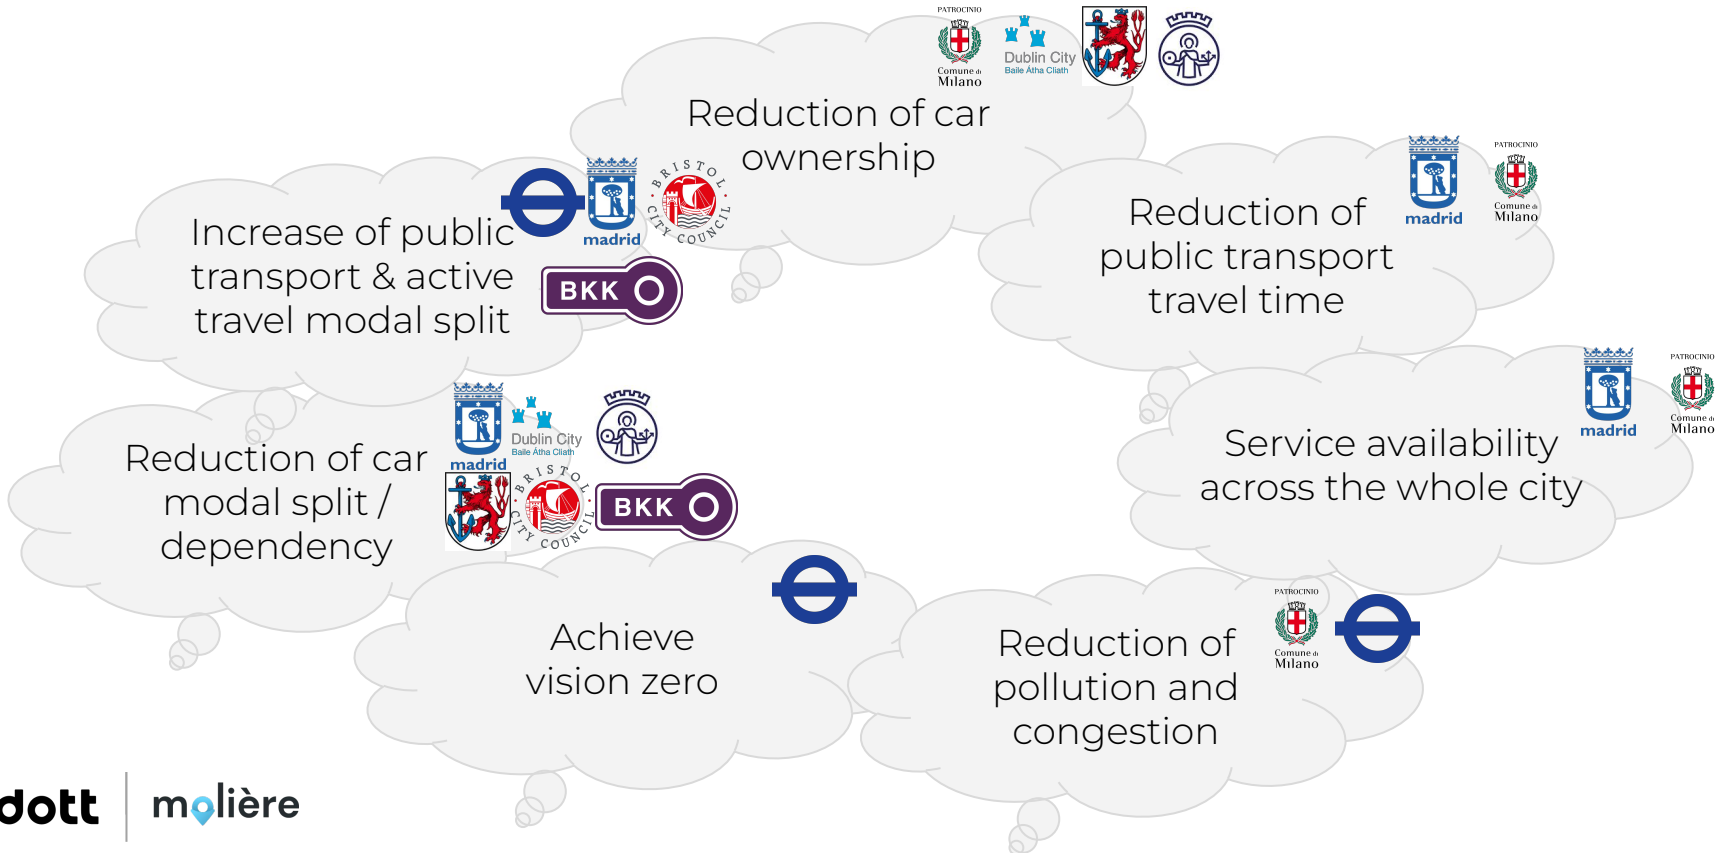 PATROCINIO
Comune di
Milano
Dublin City
Baile Átha Cliath
Reduction of car
ownership
madrid
PATROCINIO
Comune di
Milano
Reduction of
public transport
travel time
madrid
BRISTOL
CITY COUNCIL
BKK
Increase of public
transport & active
travel modal split
madrid
PATROCINIO
Comune di
Milano
Service availability
across the whole city
madrid
Dublin City
Baile Átha Cliath
BRISTOL
CITY COUNCIL
BKK
Reduction of car
modal split /
dependency
Achieve
vision zero
PATROCINIO
Comune di
Milano
Reduction of
pollution and
congestion
dott
molière